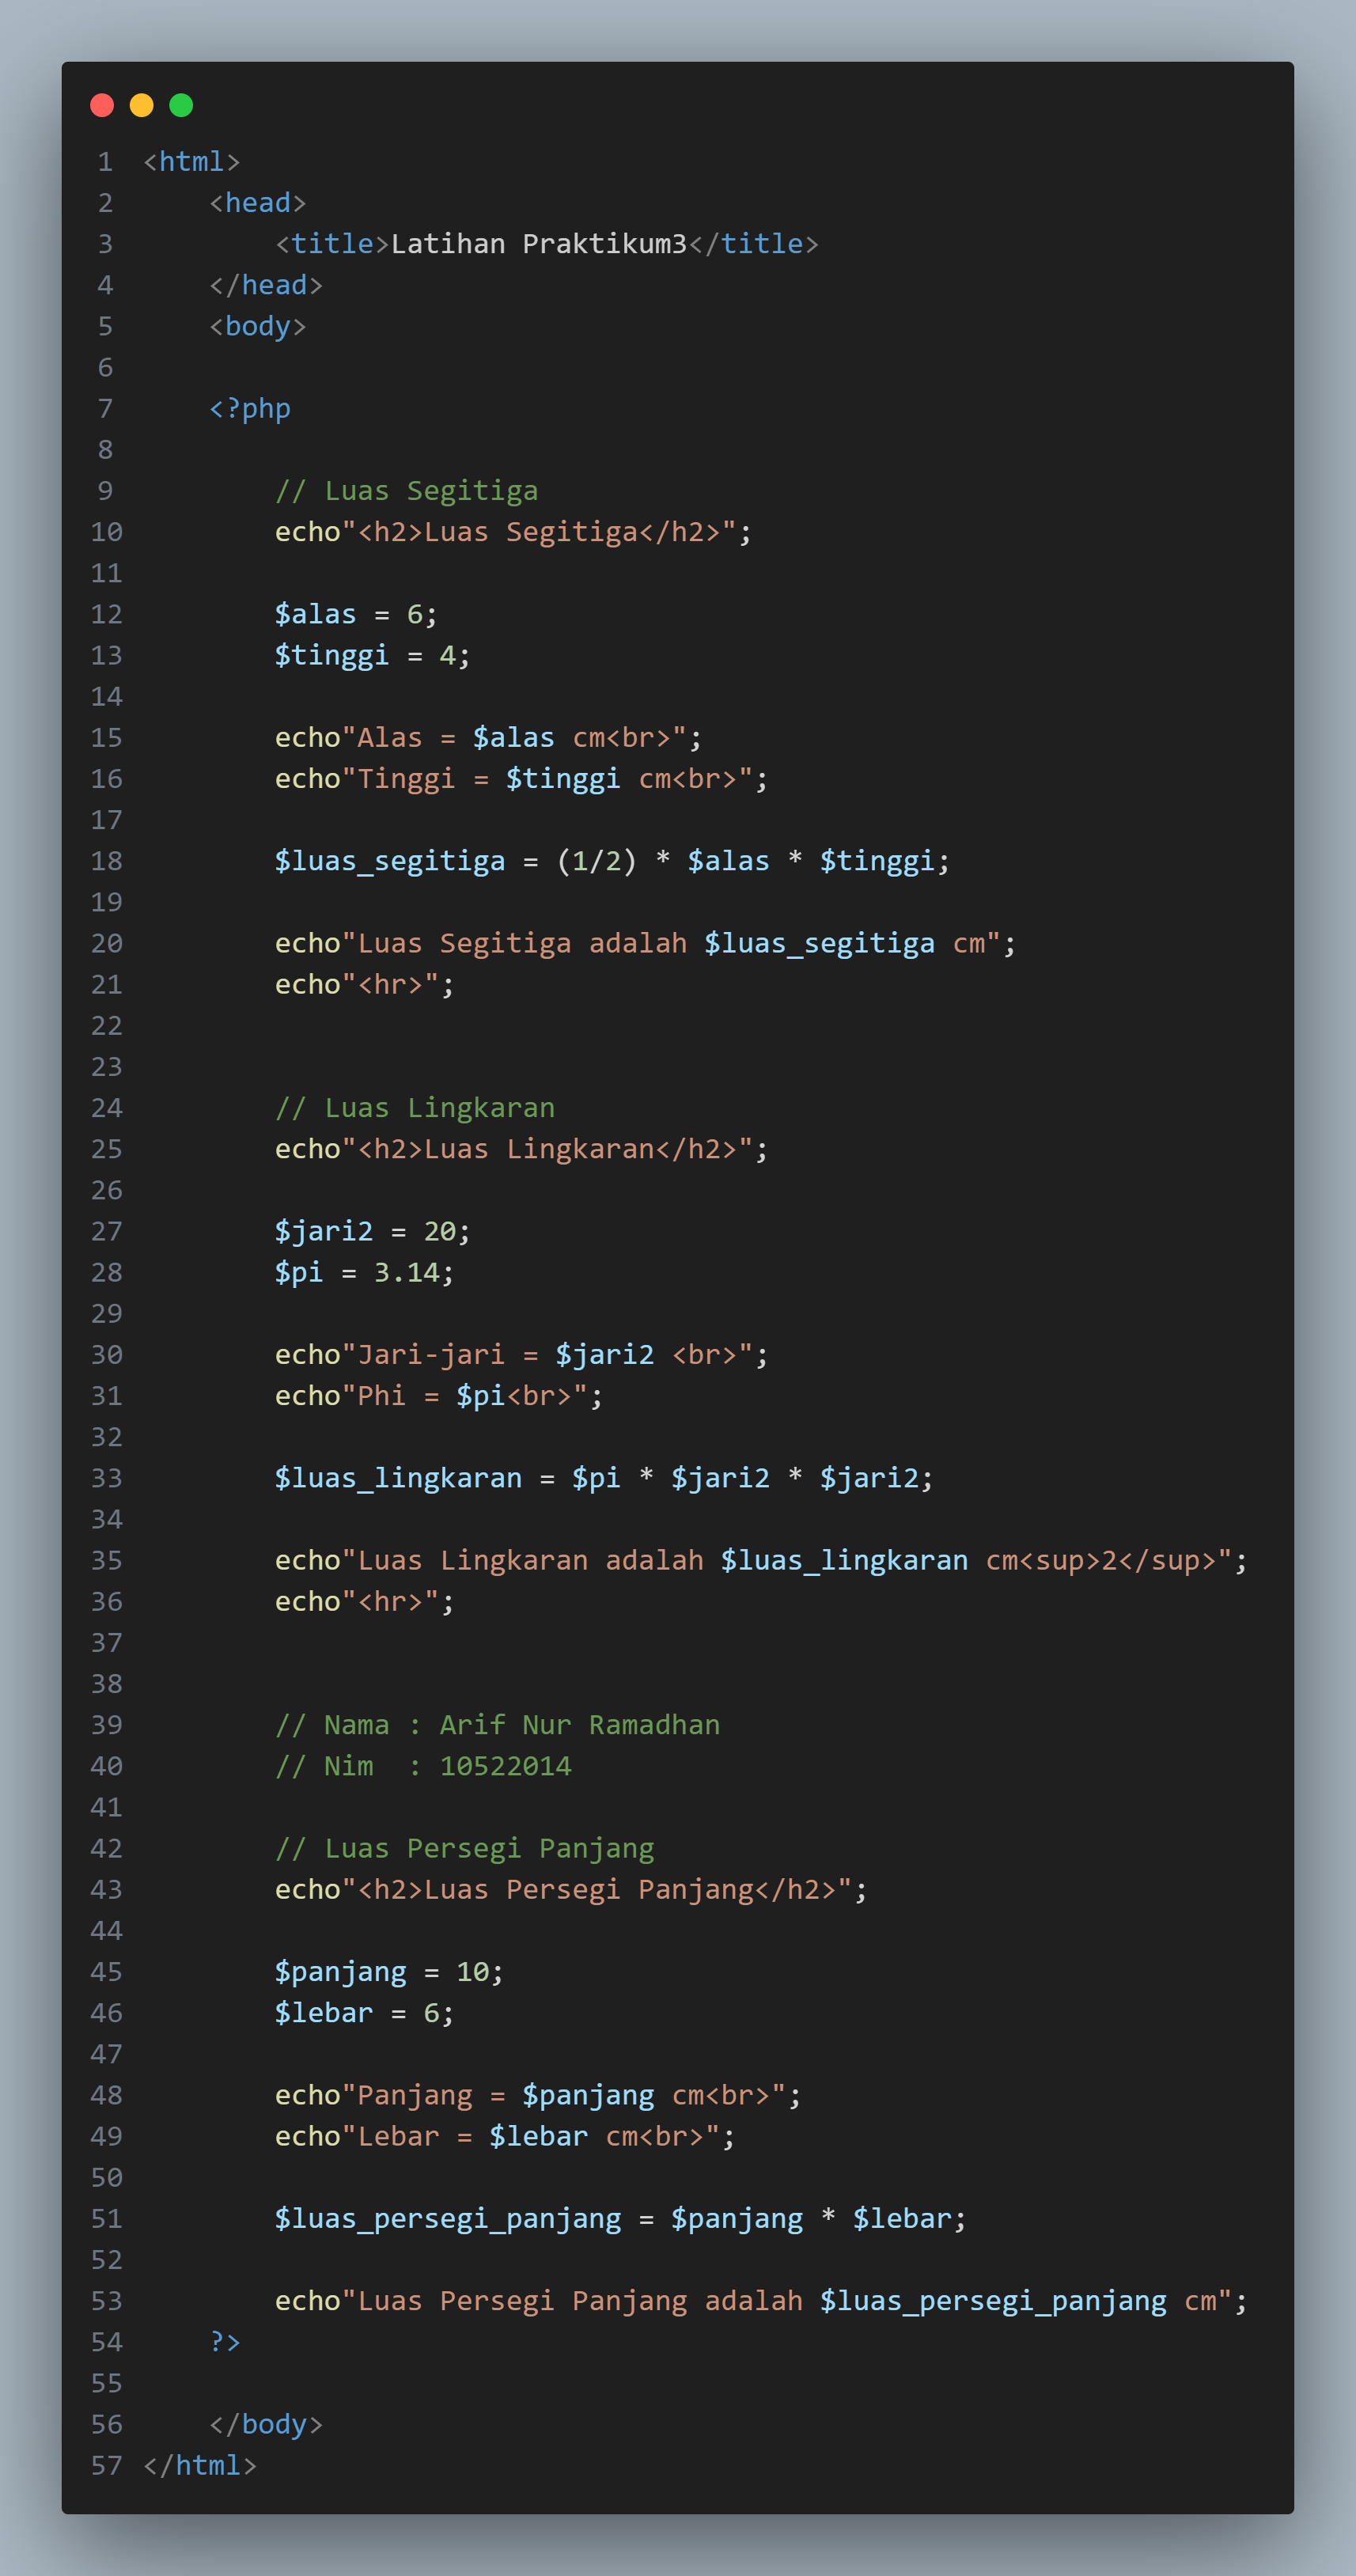 1 <html>
2     <head>
3         <title>Latihan Praktikum3</title>
4     </head>
5     <body>
6
7     <?php
8
9         // Luas Segitiga
10         echo"<h2>Luas Segitiga</h2>";
11
12         $alas = 6;
13         $tinggi = 4;
14
15         echo"Alas = $alas cm<br>";
16         echo"Tinggi = $tinggi cm<br>";
17
18         $luas_segitiga = (1/2) * $alas * $tinggi;
19
20         echo"Luas Segitiga adalah $luas_segitiga cm";
21         echo"<hr>";
22
23
24         // Luas Lingkaran
25         echo"<h2>Luas Lingkaran</h2>";
26
27         $jari2 = 20;
28         $pi = 3.14;
29
30         echo"Jari-jari = $jari2 <br>";
31         echo"Phi = $pi<br>";
32
33         $luas_lingkaran = $pi * $jari2 * $jari2;
34
35         echo"Luas Lingkaran adalah $luas_lingkaran cm<sup>2</sup>";
36         echo"<hr>";
37
38
39         // Nama : Arif Nur Ramadhan
40         // Nim  : 10522014
41
42         // Luas Persegi Panjang
43         echo"<h2>Luas Persegi Panjang</h2>";
44
45         $panjang = 10;
46         $lebar = 6;
47
48         echo"Panjang = $panjang cm<br>";
49         echo"Lebar = $lebar cm<br>";
50
51         $luas_persegi_panjang = $panjang * $lebar;
52
53         echo"Luas Persegi Panjang adalah $luas_persegi_panjang cm";
54     ?>
55
56     </body>
57 </html>